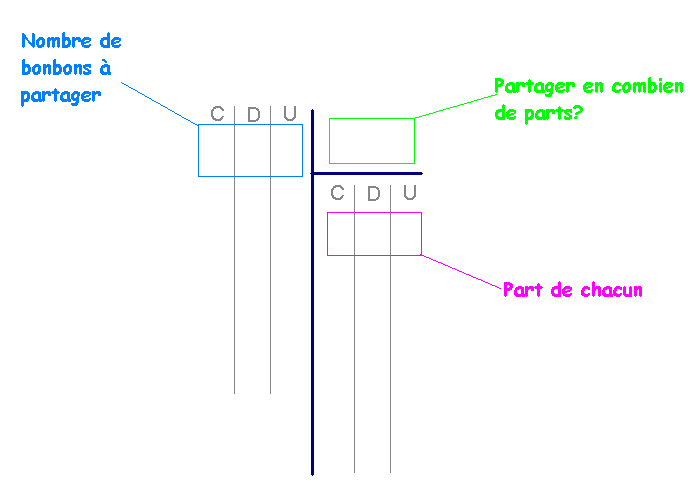 Nombre de
bonbons à
partager
Partager en combien
de parts?
C D U
C D U
Part de chacun